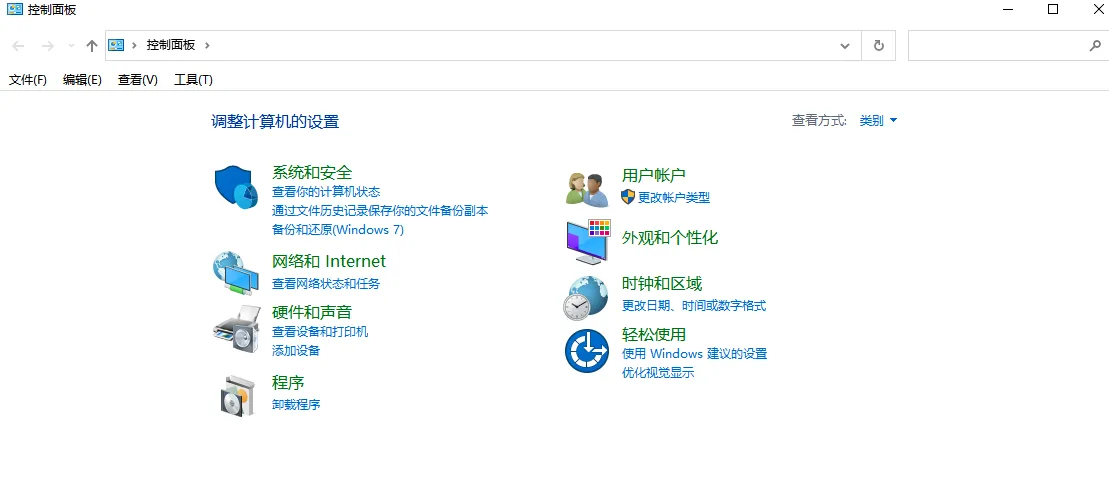 控制面板
控制面板
文件(F) 编辑(E) 查看(V) 工具(T)
调整计算机的设置
查看方式: 类别
系统和安全
查看你的计算机状态
通过文件历史记录保存你的文件备份副本
备份和还原(Windows 7)
网络和 Internet
查看网络状态和任务
硬件和声音
查看设备和打印机
添加设备
程序
卸载程序
用户帐户
更改帐户类型
外观和个性化
时钟和区域
更改日期、时间或数字格式
轻松使用
使用 Windows 建议的设置
优化视觉显示